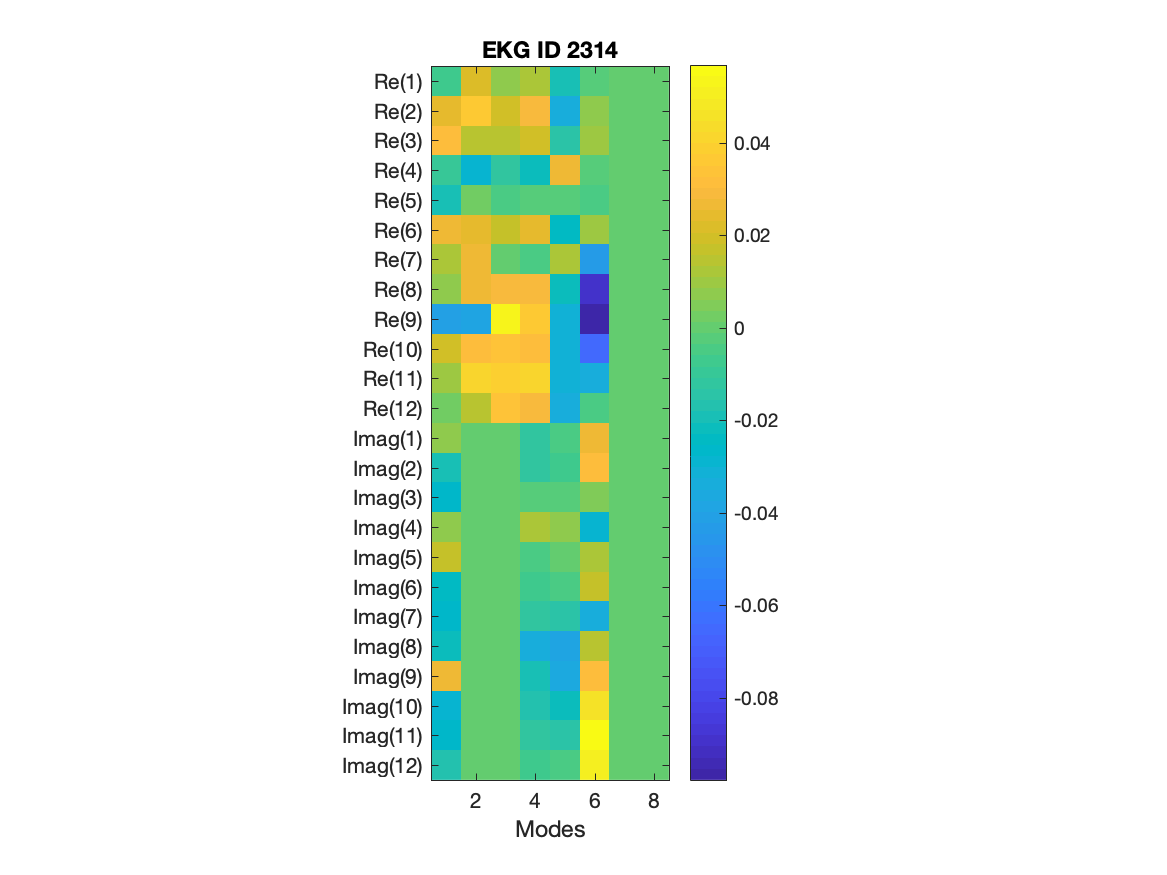 EKG ID 2314
Re(1)
Re(2)
Re(3)
Re(4)
Re(5)
Re(6)
Re(7)
Re(8)
Re(9)
Re(10)
Re(11)
Re(12)
Imag(1)
Imag(2)
Imag(3)
Imag(4)
Imag(5)
Imag(6)
Imag(7)
Imag(8)
Imag(9)
Imag(10)
Imag(11)
Imag(12)
2 4 6 8
Modes
0.04
0.02
0
-0.02
-0.04
-0.06
-0.08